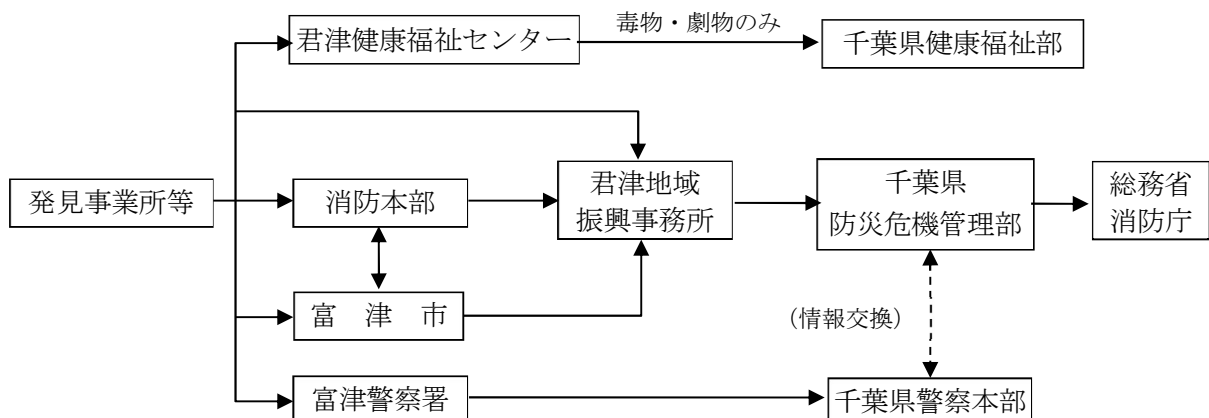 君津健康福祉センター
毒物・劇物のみ
千葉県健康福祉部
発見事業所等
消防本部
君津地域
振興事務所
千葉県
防災危機管理部
総務省
消防庁
富 津 市
(情報交換)
富津警察署
千葉県警察本部